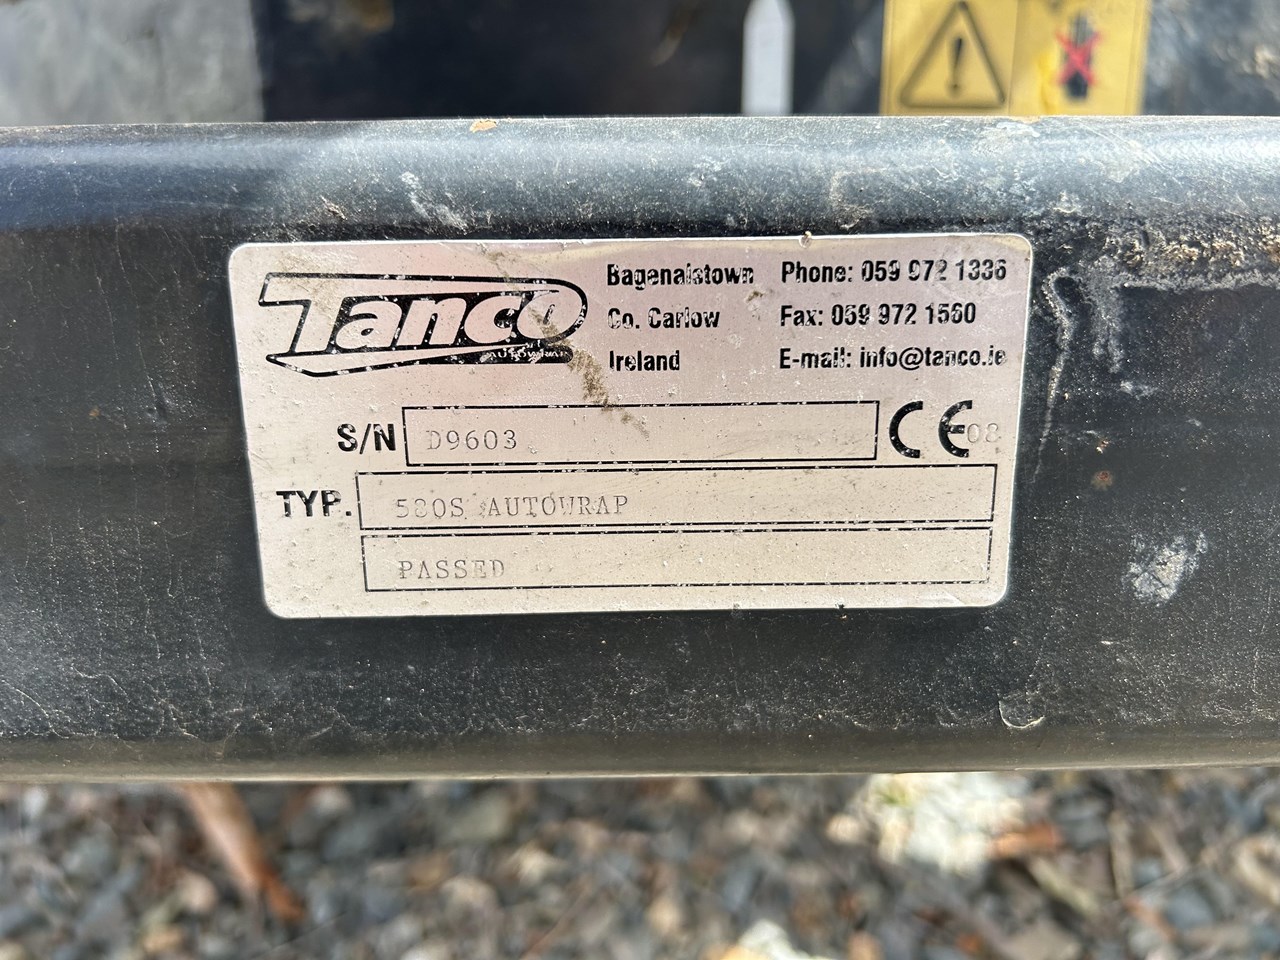 Tanco
AUTOWRAP
Bagenalstown
Co. Carlow
Ireland
Phone: 059 972 1336
Fax: 059 972 1560
E-mail: info@tanco.ie
S/N D9603
CE 08
TYP. 580S AUTOWRAP
PASSED